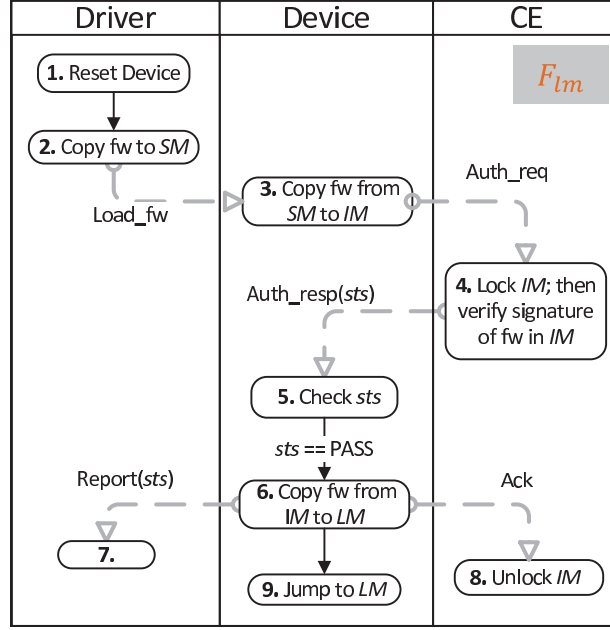 Driver
Device
CE
F_lm
1. Reset Device
2. Copy fw to SM
Load_fw
3. Copy fw from
SM to IM
Auth_req
4. Lock IM; then
verify signature
of fw in IM
Auth_resp(sts)
5. Check sts
sts == PASS
6. Copy fw from
IM to LM
Report(sts)
Ack
7.
8. Unlock IM
9. Jump to LM